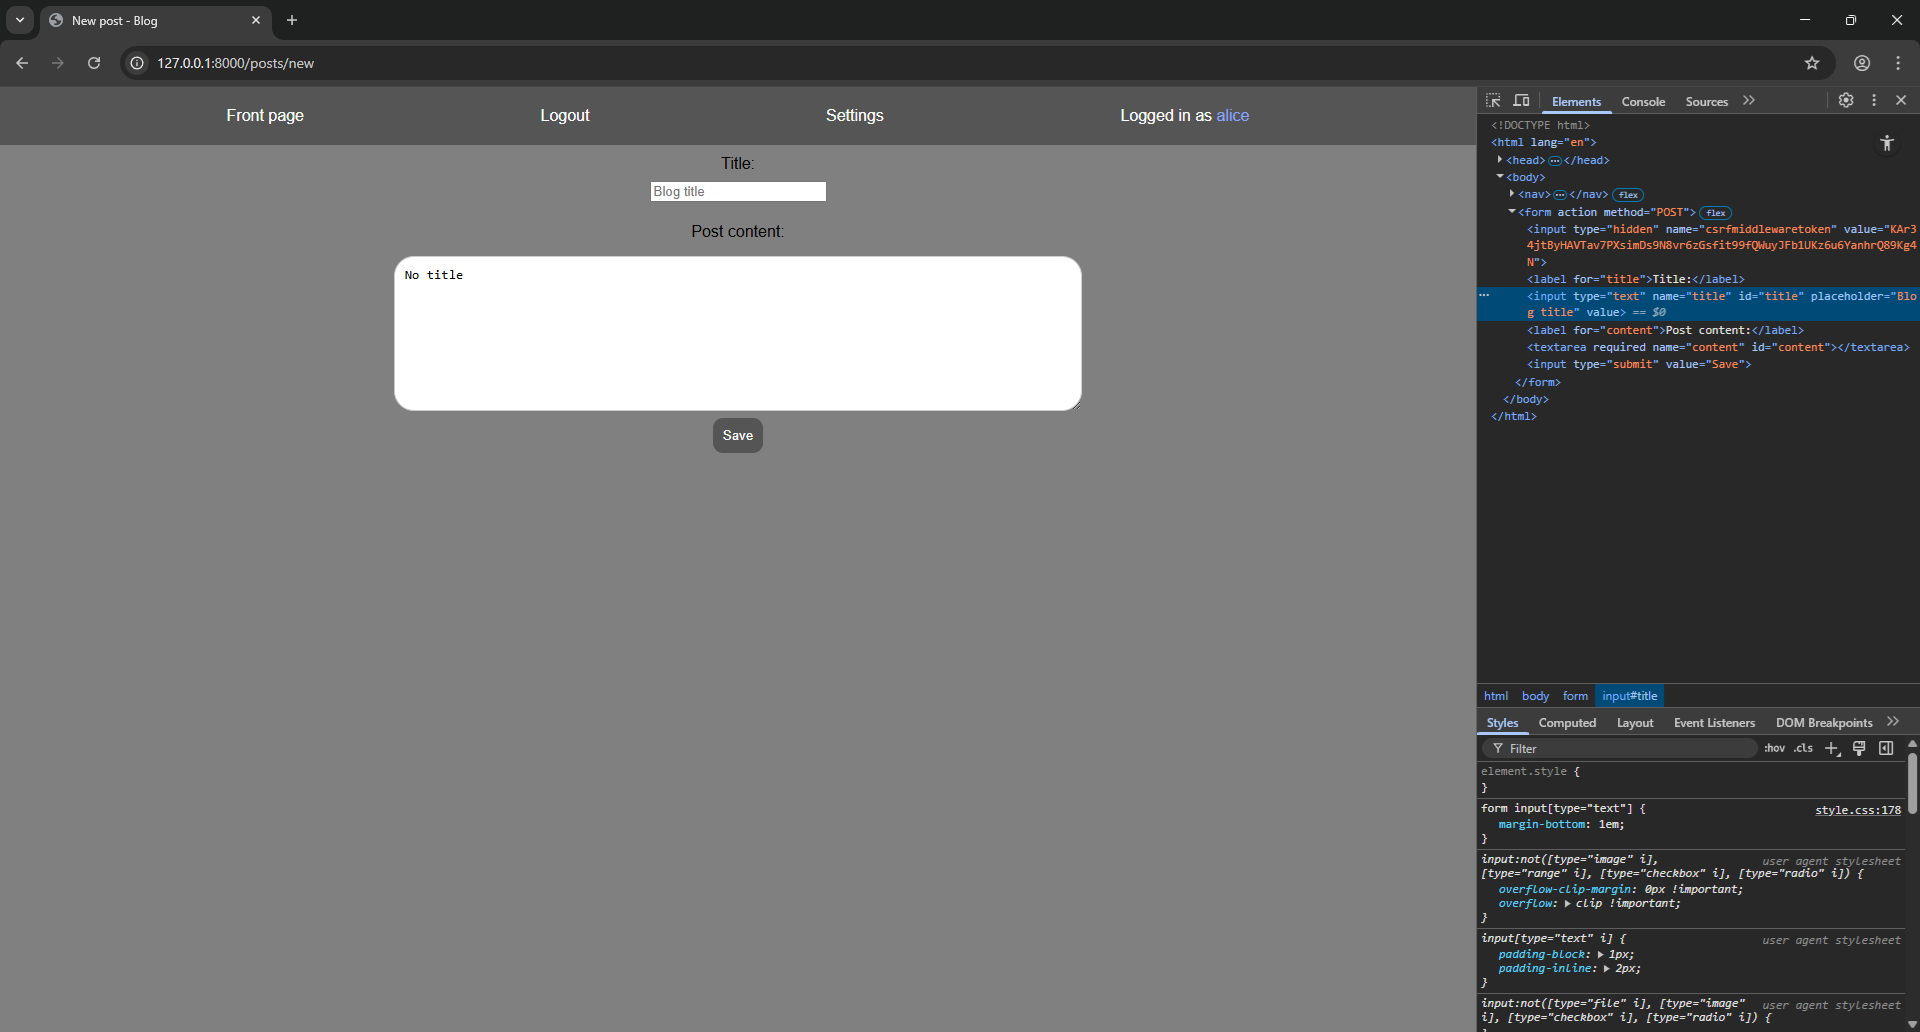 New post - Blog
127.0.0.1:8000/posts/new
Front page
Logout
Settings
Logged in as alice
Title:
Blog title
Post content:
No title
Save
Elements
Console
Sources
<!DOCTYPE html>
<html lang="en">
<head> ··· </head>
<body>
<nav> ··· </nav> flex
<form action method="POST"> flex
<input type="hidden" name="csrfmiddlewaretoken" value="KAr3
4jtByHAVTav7PXsimDs9N8vr6zGsfit99fQWuyJFb1UKz6u6YanhrQ89Kg4
N">
<label for="title">Title:</label>
<input type="text" name="title" id="title" placeholder="Blo
g title" value> == $0
<label for="content">Post content:</label>
<textarea required name="content" id="content"></textarea>
<input type="submit" value="Save">
</form>
</body>
</html>
html
body
form
input#title
Styles
Computed
Layout
Event Listeners
DOM Breakpoints
Filter
:hov
.cls
element.style {
}
form input[type="text"] {
style.css:178
margin-bottom: 1em;
}
input:not([type="image" i],
user agent stylesheet
[type="range" i], [type="checkbox" i], [type="radio" i]) {
overflow-clip-margin: 0px !important;
overflow: clip !important;
}
input[type="text" i] {
user agent stylesheet
padding-block: 1px;
padding-inline: 2px;
}
input:not([type="file" i], [type="image"
user agent stylesheet
i], [type="checkbox" i], [type="radio" i]) {